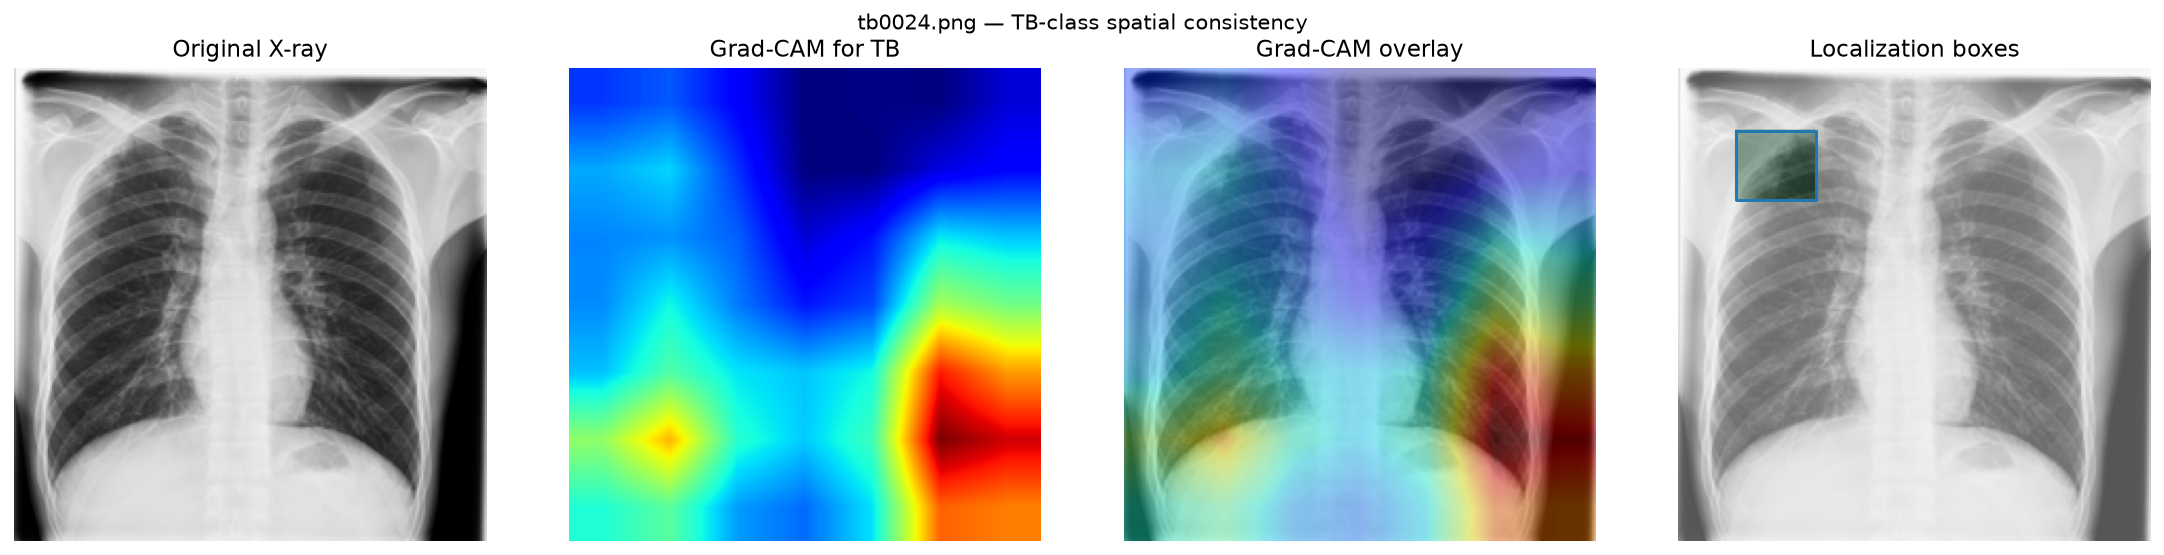 tb0024.png — TB-class spatial consistency
Original X-ray
Grad-CAM for TB
Grad-CAM overlay
Localization boxes